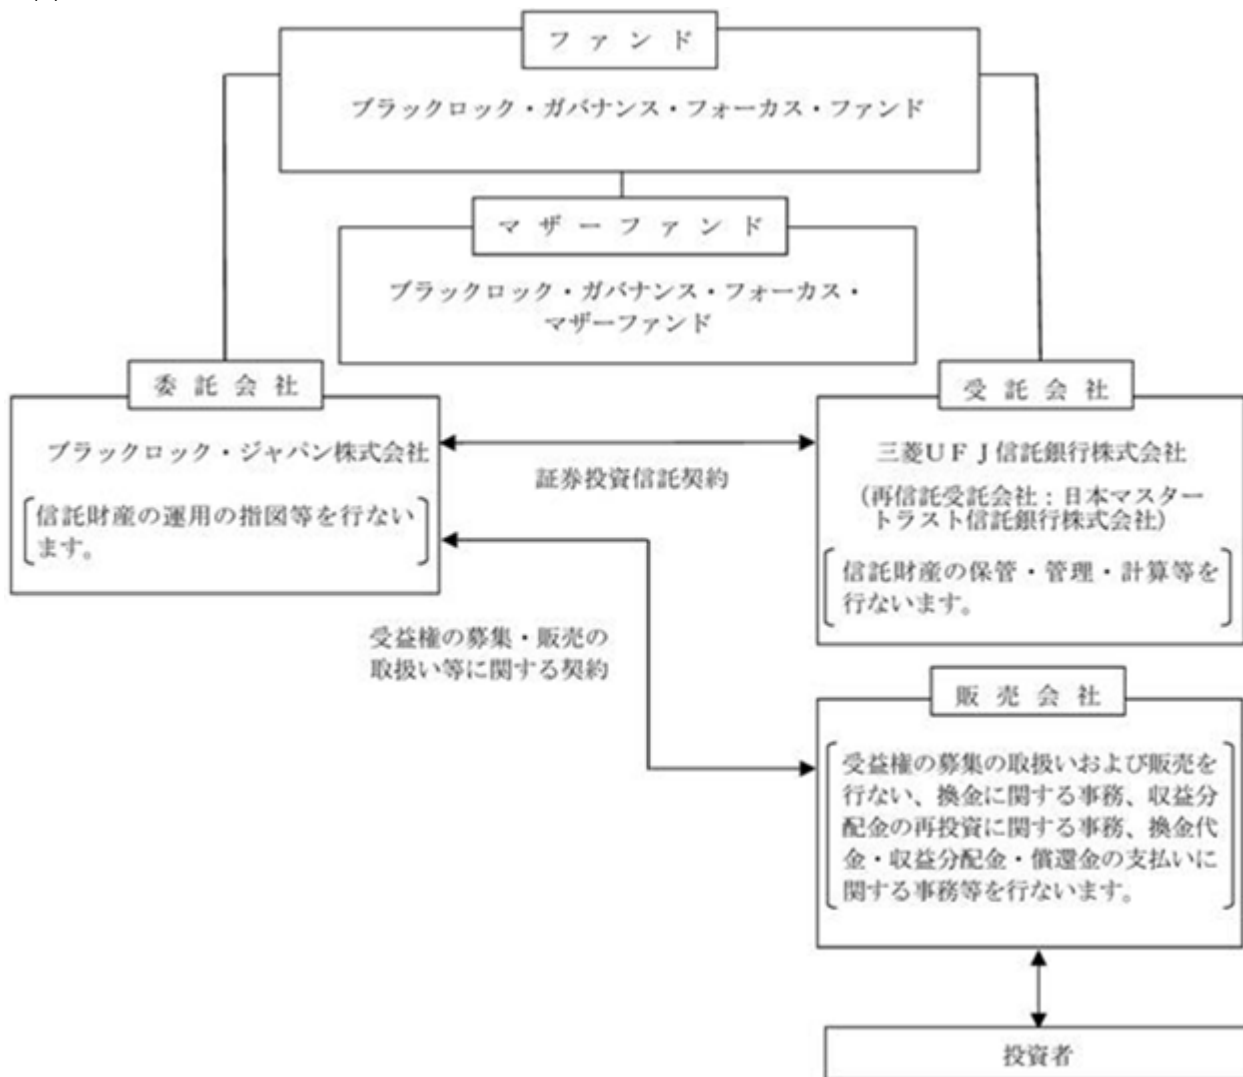 ファンド
ブラックロック・ガバナンス・フォーカス・ファンド
マザーファンド
ブラックロック・ガバナンス・フォーカス・
マザーファンド
委託会社
ブラックロック・ジャパン株式会社
信託財産の運用の指図等を行ない
ます。
証券投資信託契約
受託会社
三菱UFJ信託銀行株式会社
(再信託受託会社:日本マスター
トラスト信託銀行株式会社)
信託財産の保管・管理・計算等を
行ないます。
受益権の募集・販売の
取扱い等に関する契約
販売会社
受益権の募集の取扱いおよび販売を
行ない、換金に関する事務、収益分
配金の再投資に関する事務、換金代
金・収益分配金・償還金の支払いに
関する事務等を行ないます。
投資者